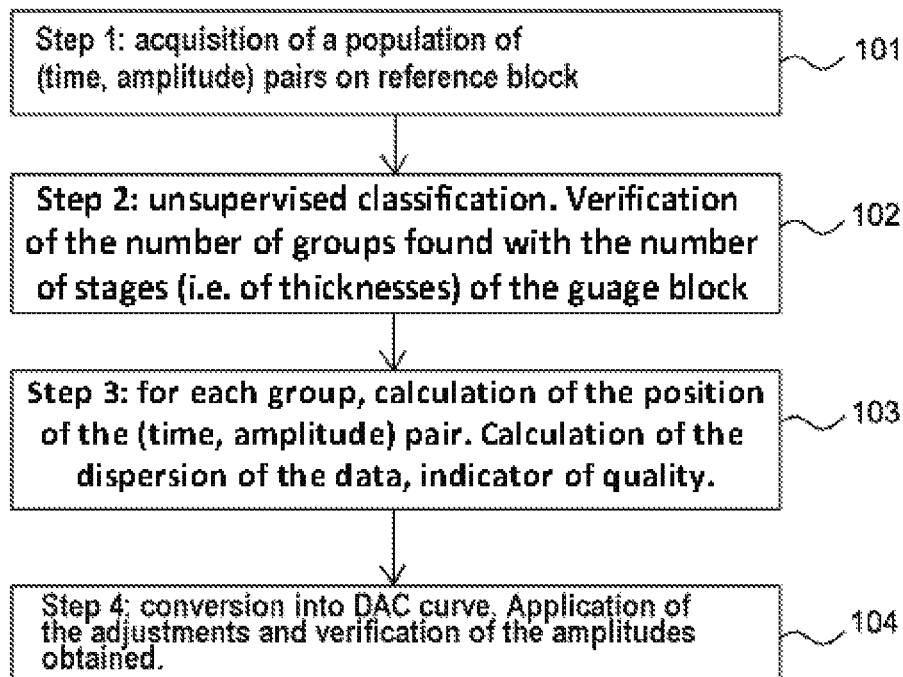 Step 1: acquisition of a population of
(time, amplitude) pairs on reference block
101
Step 2: unsupervised classification. Verification
of the number of groups found with the number
of stages (i.e. of thicknesses) of the guage block
102
Step 3: for each group, calculation of the position
of the (time, amplitude) pair. Calculation of the
dispersion of the data, indicator of quality.
103
Step 4: conversion into DAC curve. Application of
the adjustments and verification of the amplitudes
obtained.
104